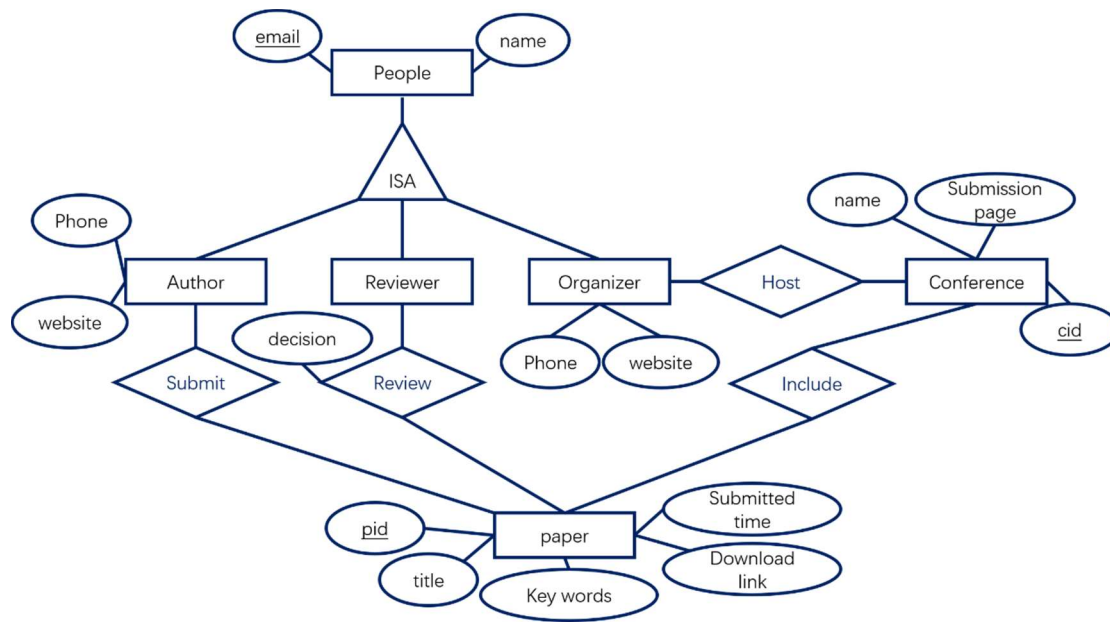 email
name
People
ISA
Phone
name
Submission
page
Author
Reviewer
Organizer
Host
Conference
website
decision
cid
Phone
website
Submit
Review
Include
Submitted
time
pid
paper
Download
link
title
Key words